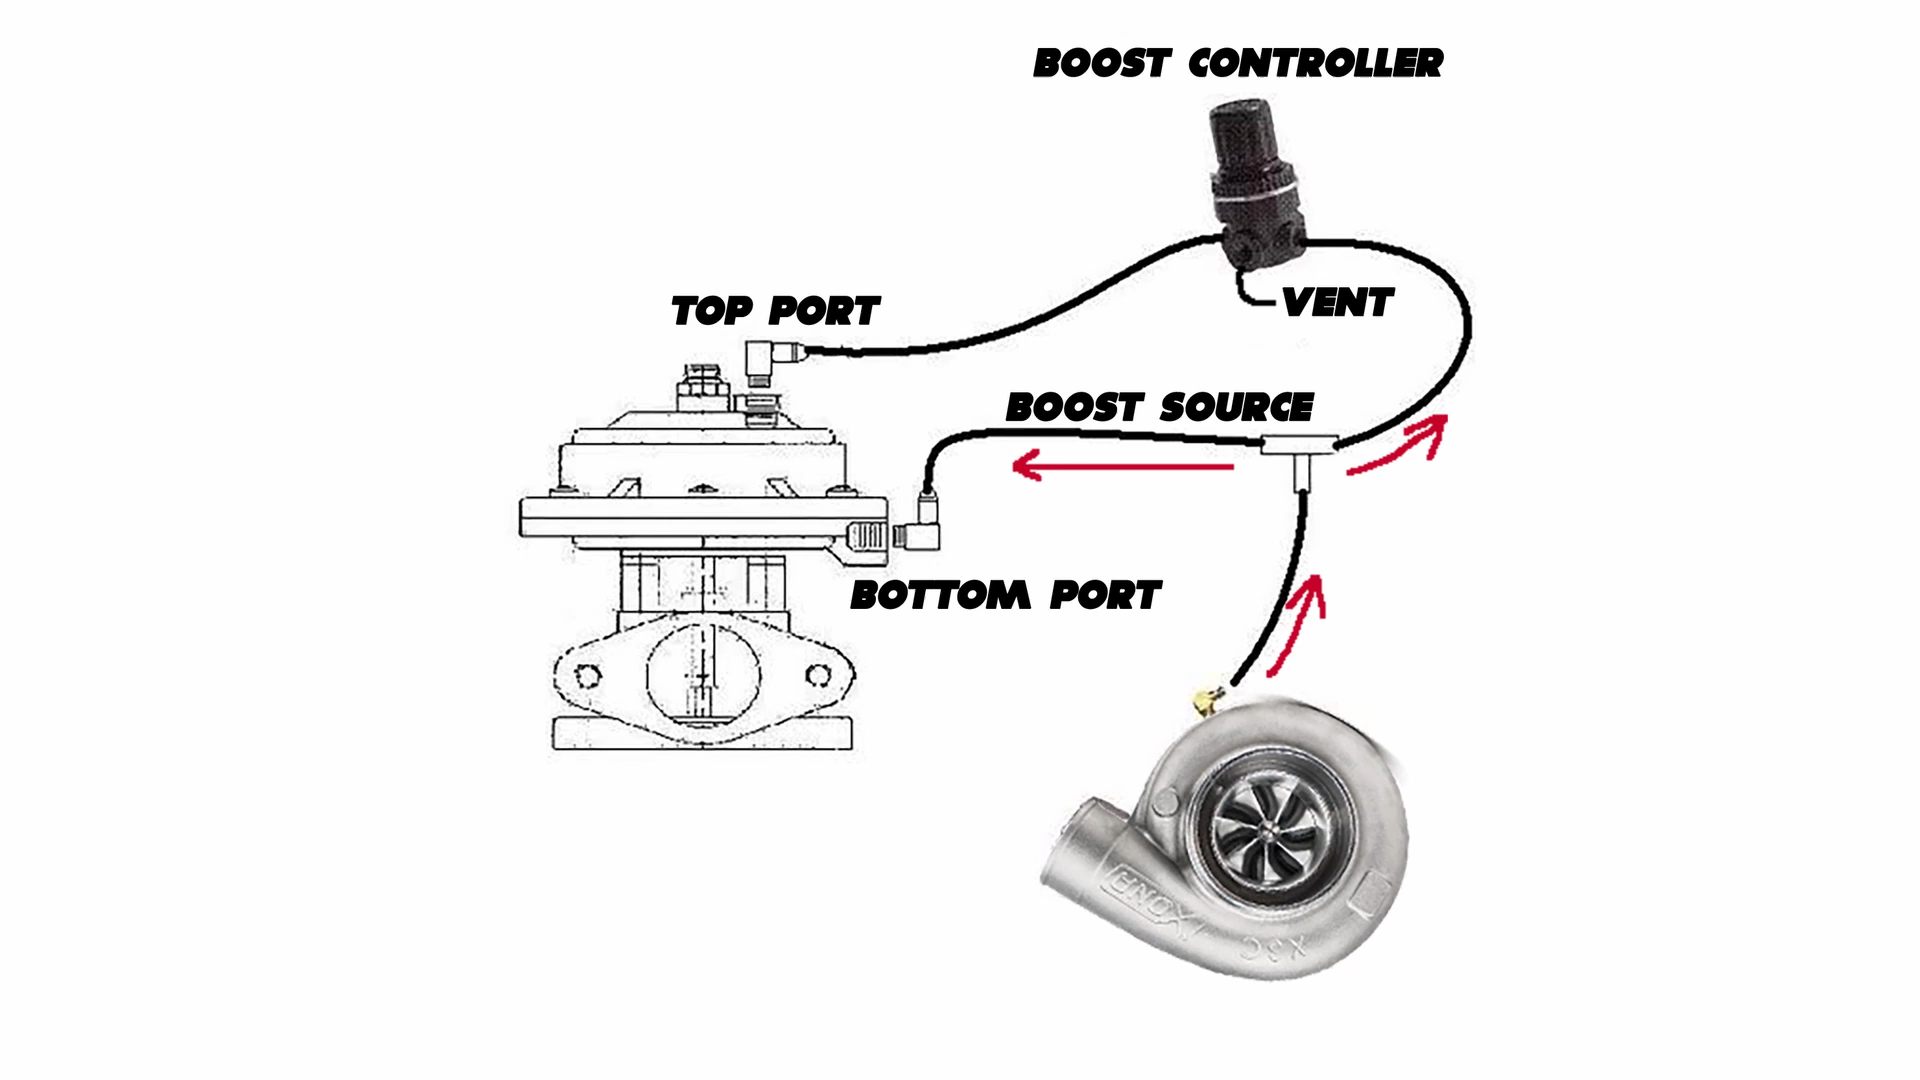 BOOST CONTROLLER
VENT
TOP PORT
BOOST SOURCE
BOTTOM PORT